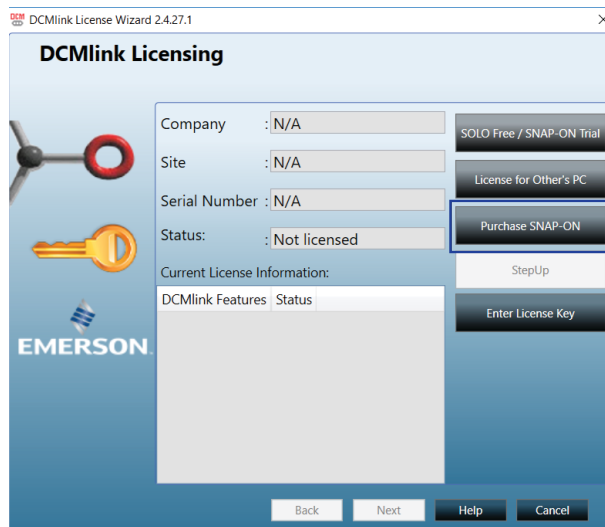 DCM DCMlink License Wizard 2.4.27.1
DCMlink Licensing
Company : N/A
Site : N/A
Serial Number : N/A
Status: : Not licensed
Current License Information:
DCMlink Features Status
SOLO Free / SNAP-ON Trial
License for Other's PC
Purchase SNAP-ON
StepUp
Enter License Key
EMERSON.
Back Next Help Cancel